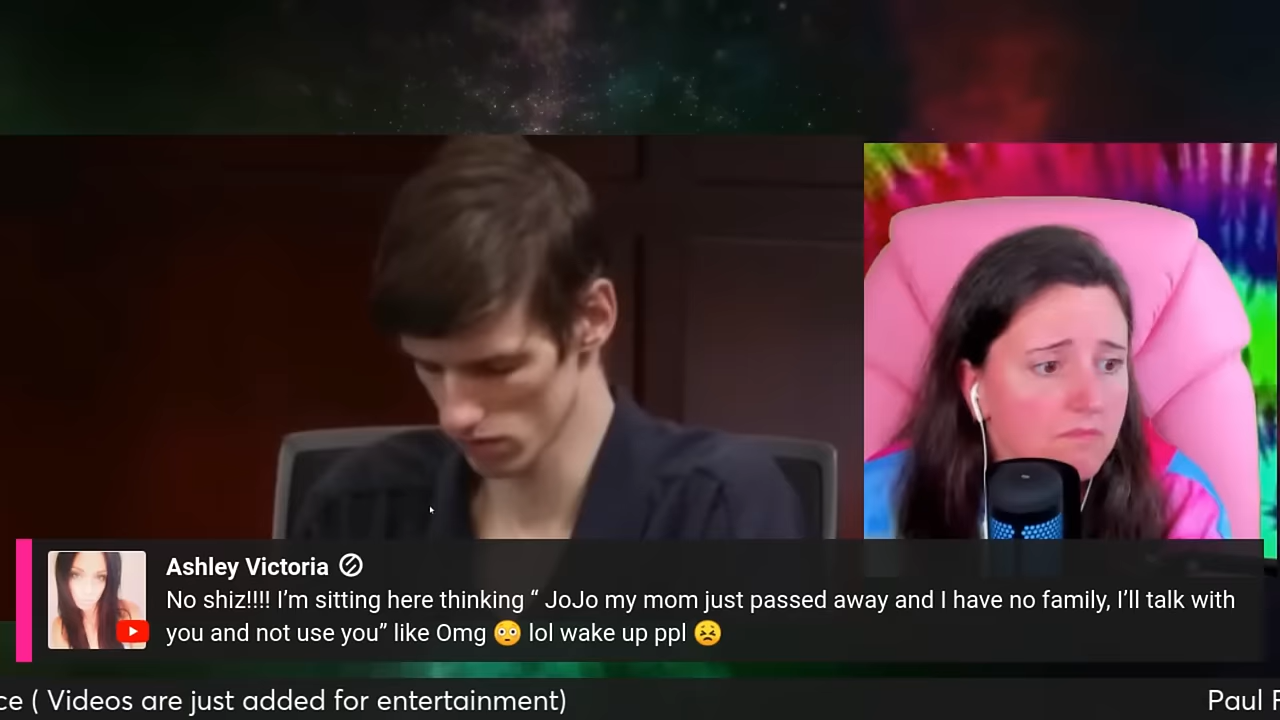 Ashley Victoria
No shiz!!!! I’m sitting here thinking “ JoJo my mom just passed away and I have no family, I’ll talk with
you and not use you” like Omg 😳 lol wake up ppl 😣
ce ( Videos are just added for entertainment)
Paul